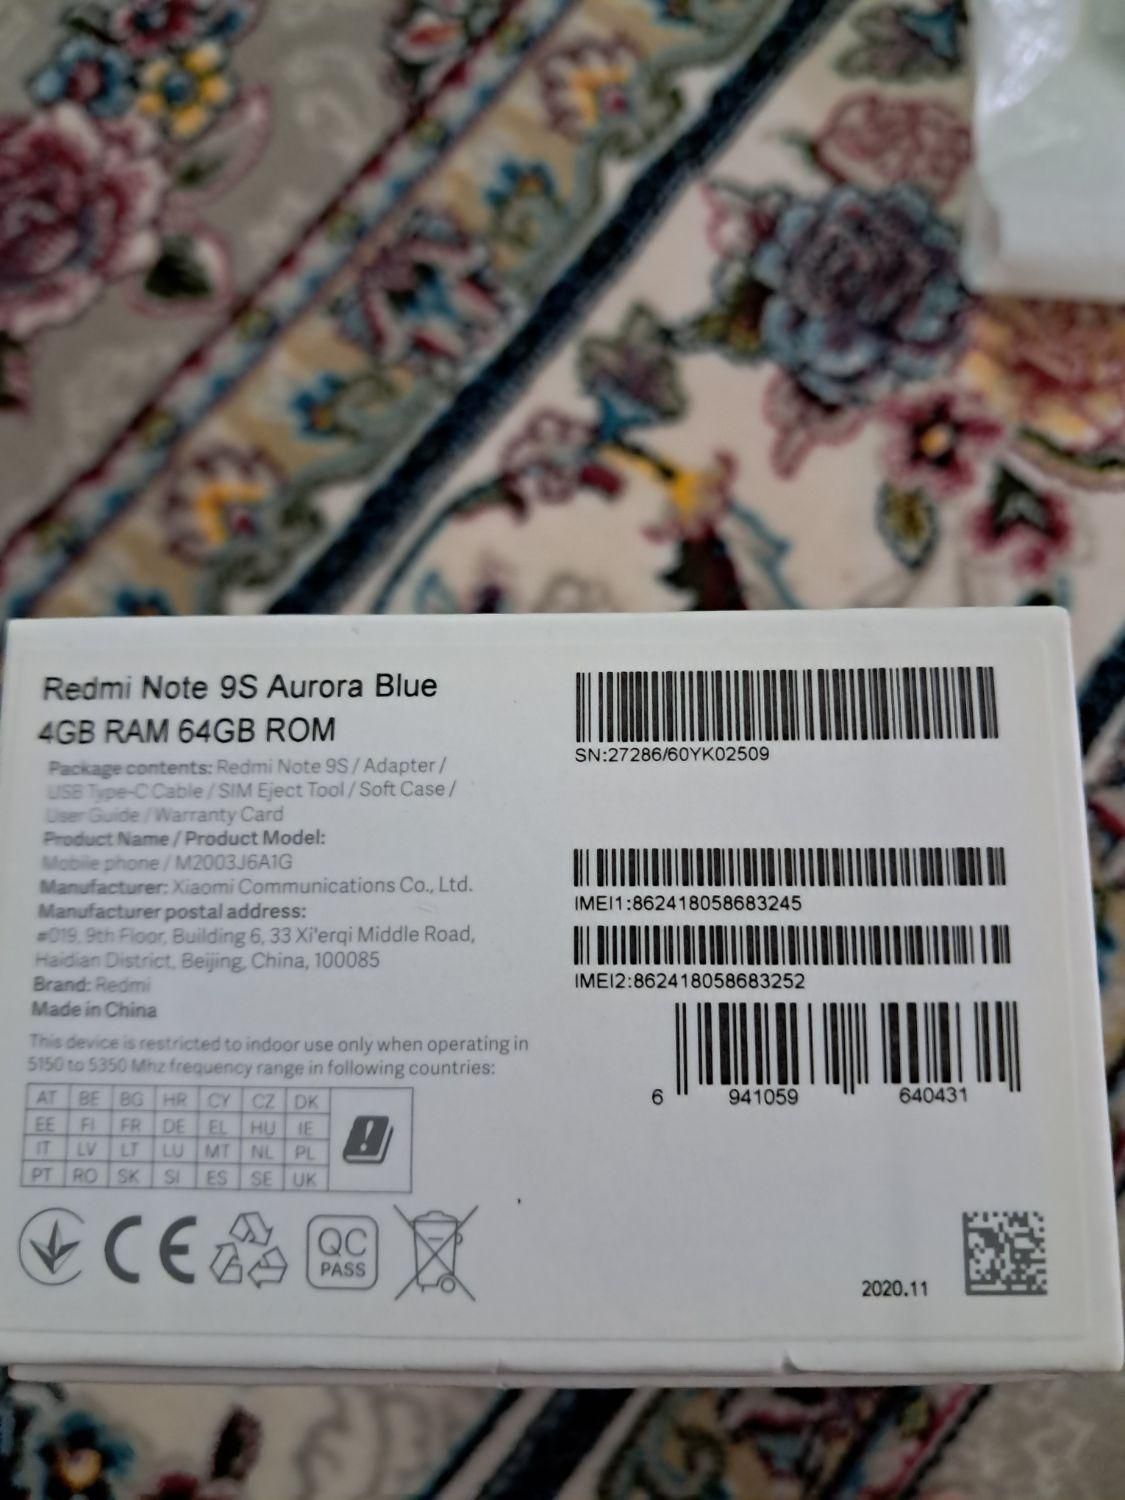 Redmi Note 9S Aurora Blue
4GB RAM 64GB ROM
Package contents: Redmi Note 9S / Adapter /
USB Type-C Cable / SIM Eject Tool / Soft Case /
User Guide / Warranty Card
Product Name / Product Model:
Mobile phone / M2003J6A1G
Manufacturer: Xiaomi Communications Co., Ltd.
Manufacturer postal address:
#019, 9th Floor, Building 6, 33 Xi'erqi Middle Road,
Haidian District, Beijing, China, 100085
Brand: Redmi
Made in China
This device is restricted to indoor use only when operating in
5150 to 5350 Mhz frequency range in following countries:
AT BE BG HR CY CZ DK
EE FI FR DE EL HU IE
IT LV LT LU MT NL PL
PT RO SK SI ES SE UK
CE
QC
PASS
SN:27286/60YK02509
IMEI1:862418058683245
IMEI2:862418058683252
6 941059 640431
2020.11